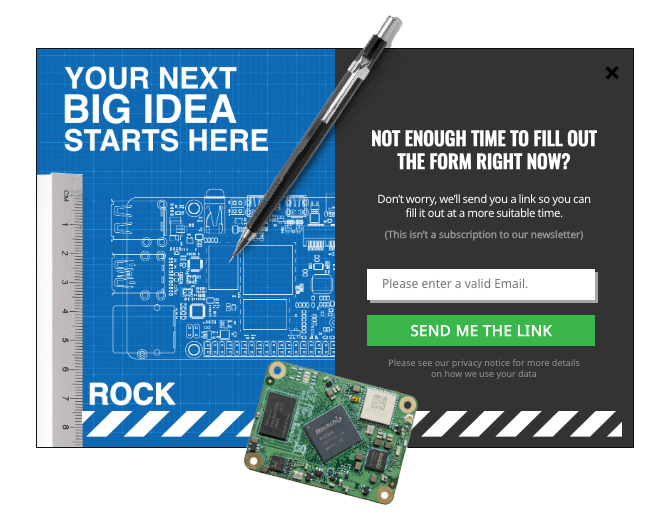 YOUR NEXT
BIG IDEA
STARTS HERE
CM
1
2
3
4
5
6
7
8
ROCK
Rockchip
NOT ENOUGH TIME TO FILL OUT
THE FORM RIGHT NOW?
Don't worry, we'll send you a link so you can
fill it out at a more suitable time.
(This isn't a subscription to our newsletter)
Please enter a valid Email.
SEND ME THE LINK
Please see our privacy notice for more details
on how we use your data